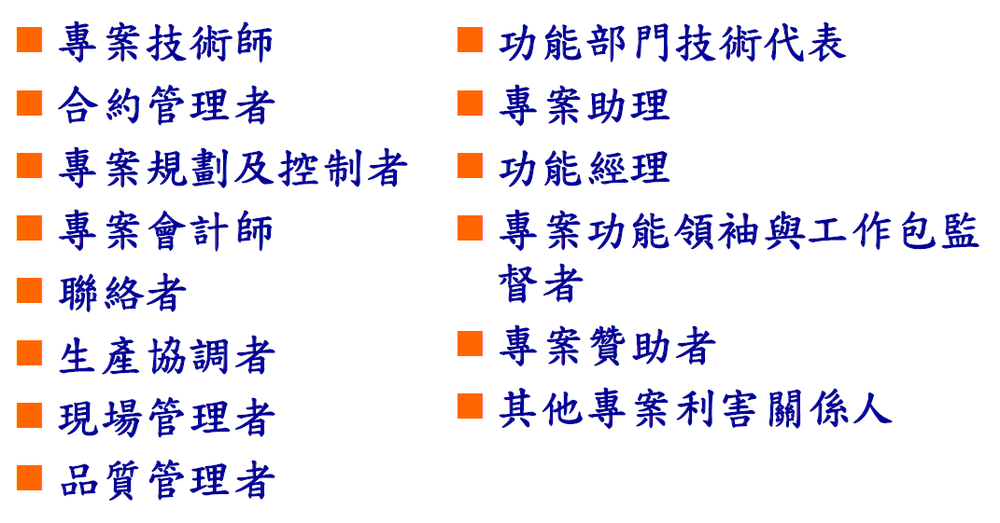 專案技術師
合約管理者
專案規劃及控制者
專案會計師
聯絡者
生產協調者
現場管理者
品質管理者
功能部門技術代表
專案助理
功能經理
專案功能領袖與工作包監
督者
專案贊助者
其他專案利害關係人